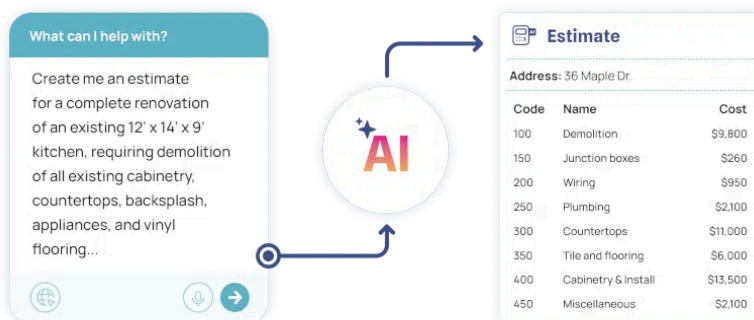 What can I help with?
Create me an estimate
for a complete renovation
of an existing 12' x 14' x 9'
kitchen, requiring demolition
of all existing cabinetry,
countertops, backsplash,
appliances, and vinyl
flooring...
AI
Estimate
Address: 36 Maple Dr.
Code Name Cost
100 Demolition $9,800
150 Junction boxes $260
200 Wiring $950
250 Plumbing $2,100
300 Countertops $11,000
350 Tile and flooring $6,000
400 Cabinetry & Install $13,500
450 Miscellaneous $2,100